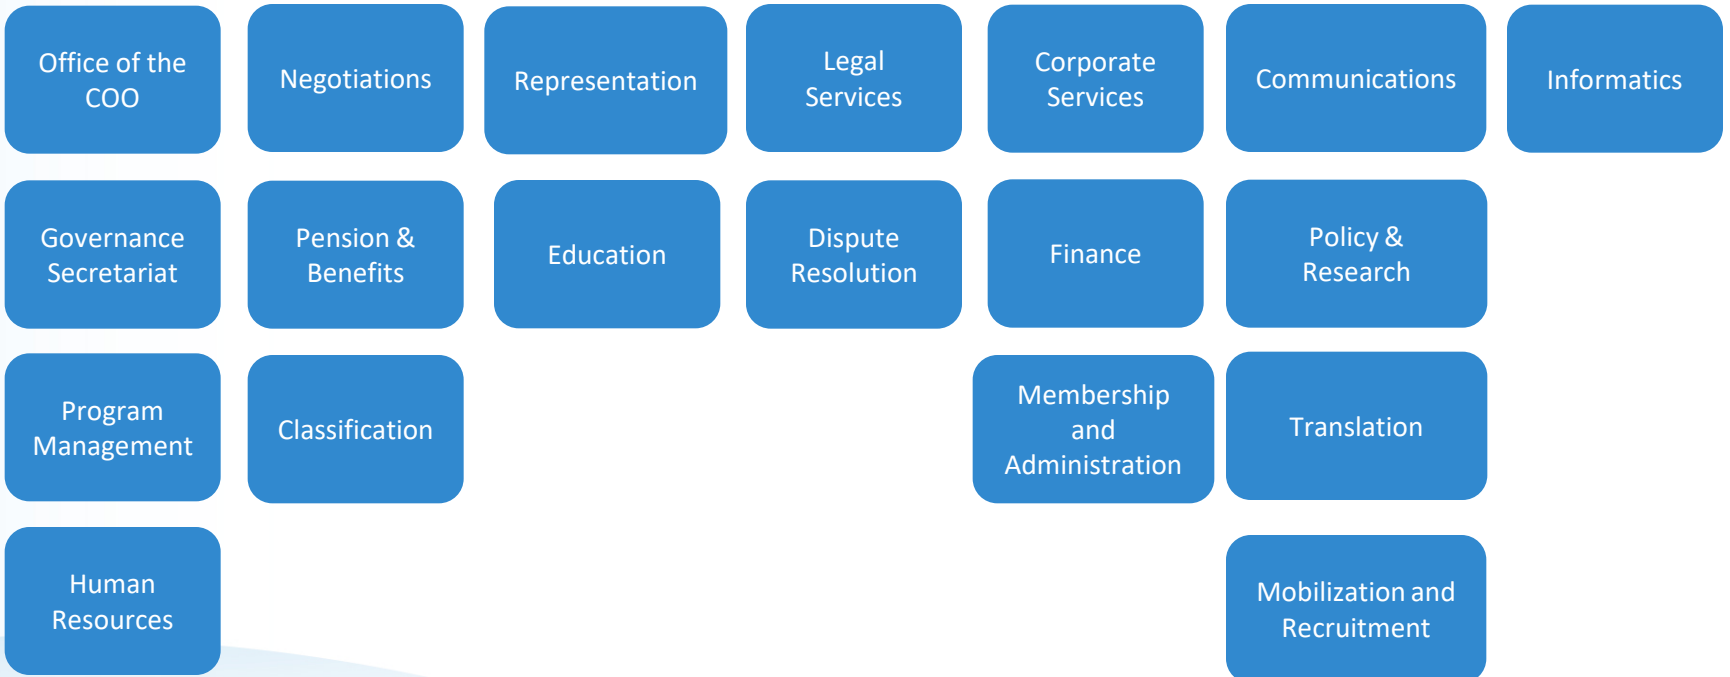 Office of the
COO
Negotiations
Representation
Legal
Services
Corporate
Services
Communications
Informatics
Governance
Secretariat
Pension &
Benefits
Education
Dispute
Resolution
Finance
Policy &
Research
Program
Management
Classification
Membership
and
Administration
Translation
Human
Resources
Mobilization and
Recruitment